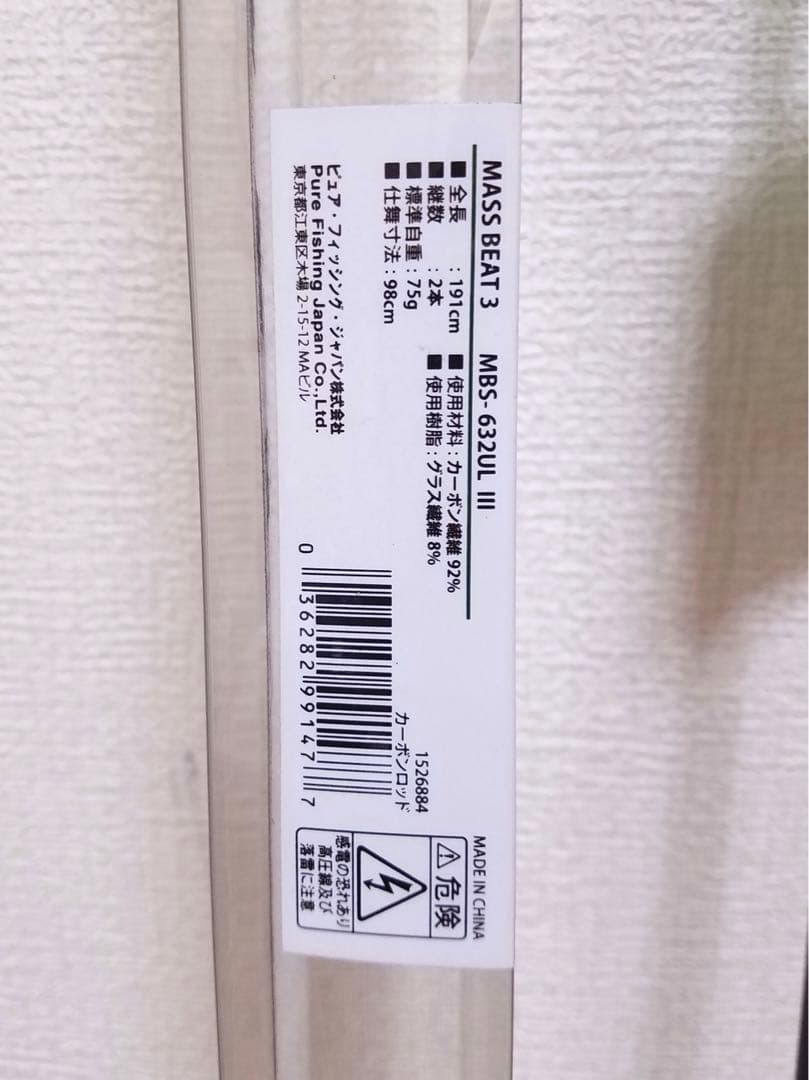 MASS BEAT 3 MBS-632UL III
■ 全長 : 191cm ■ 使用材料 : カーボン繊維 92%
■ 継数 : 2本 ■ 使用樹脂 : グラス繊維 8%
■ 標準自重 : 75g
■ 仕舞寸法 : 98cm
ピュア・フィッシング・ジャパン株式会社
Pure Fishing Japan Co.,Ltd.
東京都江東区木場 2-15-12 MAビル
1526884
カーボンロッド
0 36282 99147 7
MADE IN CHINA
危険
感電の恐れあり
高圧線及び
落雷に注意